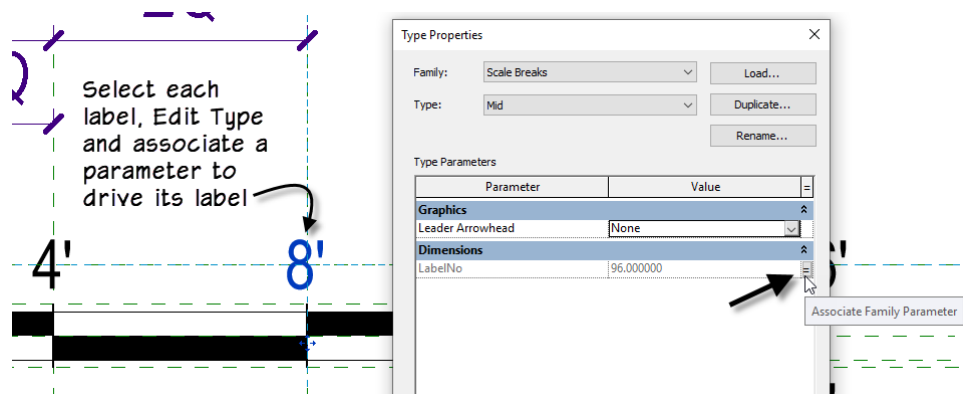 EQ
Q
Select each
label, Edit Type
and associate a
parameter to
drive its label
4'
8'
6'
Type Properties
Family:
Scale Breaks
Load...
Type:
Mid
Duplicate...
Rename...
Type Parameters
Parameter
Value
=
Graphics
Leader Arrowhead
None
Dimensions
LabelNo
96.000000
=
Associate Family Parameter